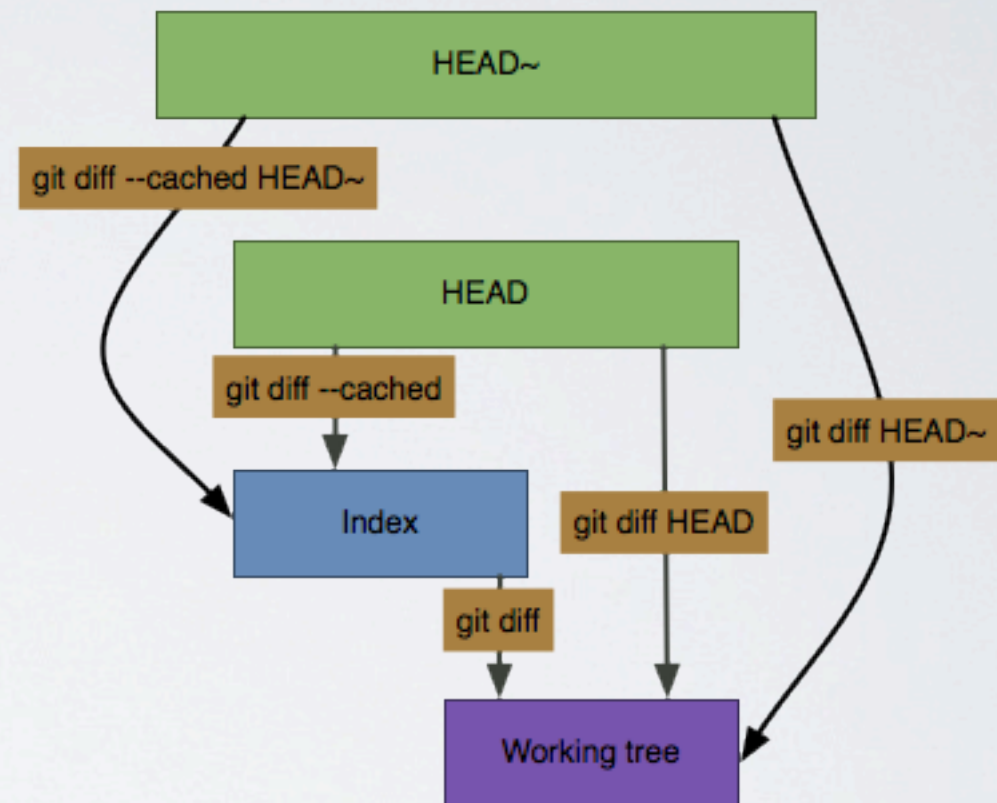 HEAD~
git diff --cached HEAD~
HEAD
git diff --cached
git diff HEAD~
Index
git diff HEAD
git diff
Working tree